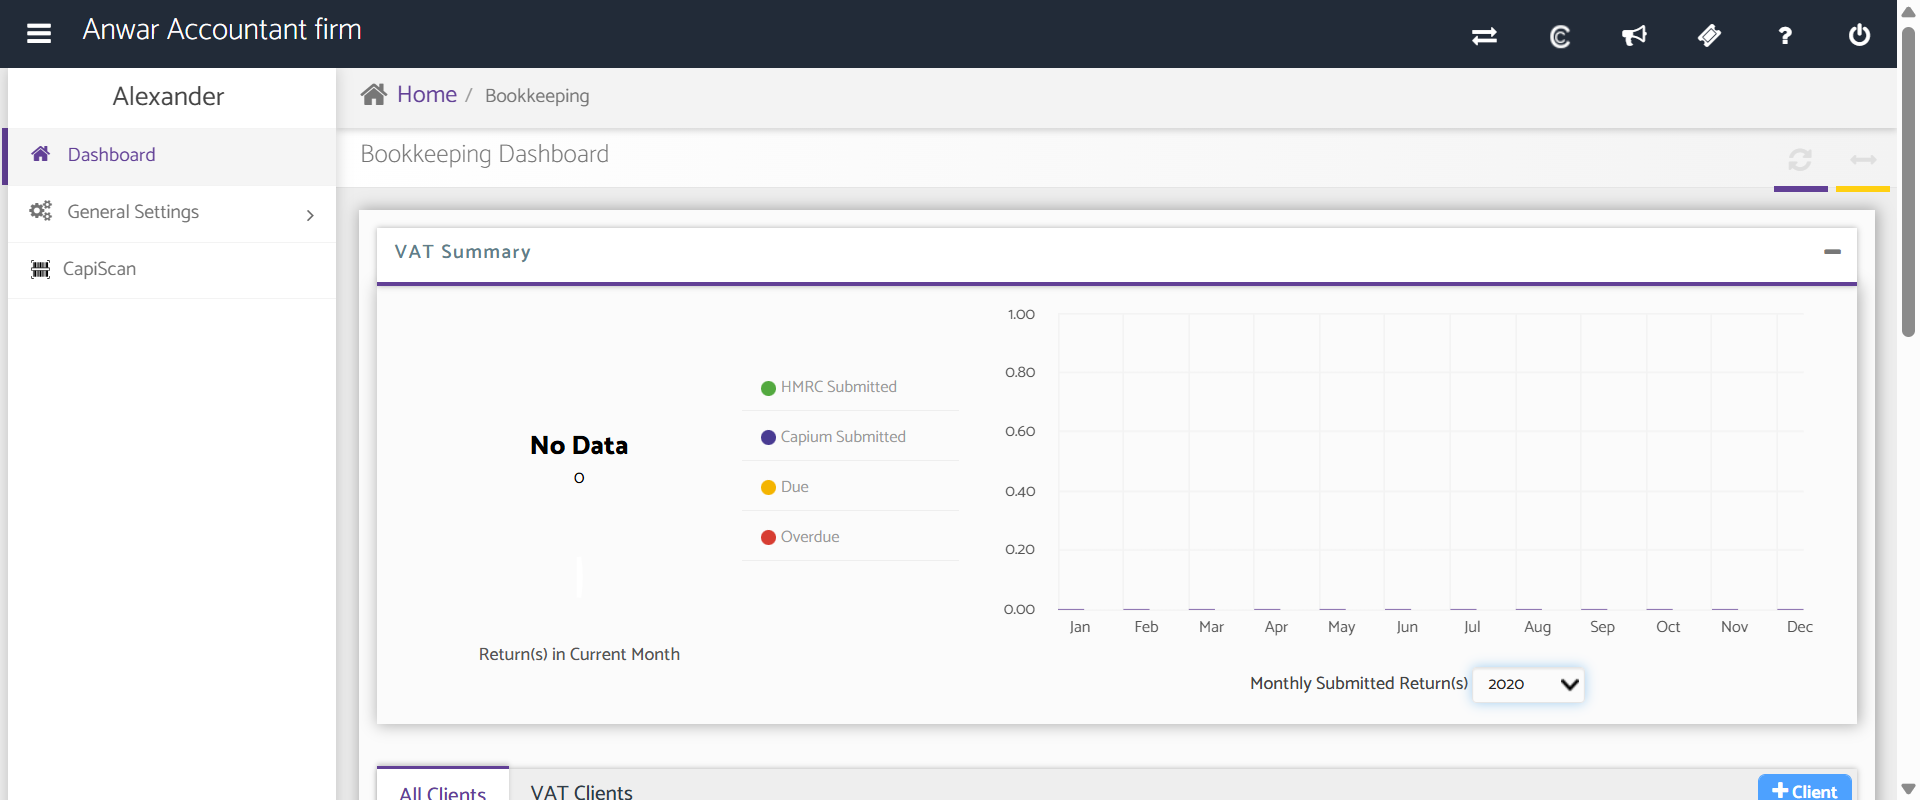 Anwar Accountant firm
?
Alexander
Dashboard
General Settings
CapiScan
Home / Bookkeeping
Bookkeeping Dashboard
VAT Summary
No Data
0
Return(s) in Current Month
HMRC Submitted
Capium Submitted
Due
Overdue
1.00
0.80
0.60
0.40
0.20
0.00
Jan Feb Mar Apr May Jun Jul Aug Sep Oct Nov Dec
Monthly Submitted Return(s) 2020
All Clients VAT Clients
+ Client